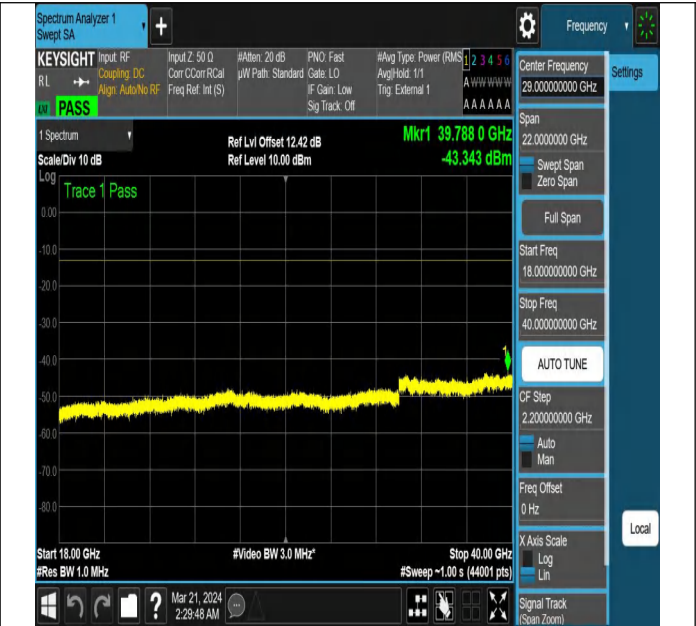 Spectrum Analyzer 1
Swept SA
+
Frequency
KEYSIGHT
RL
PASS
Input: RF
Coupling: DC
Align: Auto/No RF
Input Z: 50 Ω
Corr CCorr RCal
Freq Ref: Int (S)
#Atten: 20 dB
µW Path: Standard
PNO: Fast
Gate: LO
IF Gain: Low
Sig Track: Off
#Avg Type: Power (RMS
Avg|Hold: 1/1
Trig: External 1
1 2 3 4 5 6
A W W W W W
A A A A A A
1 Spectrum
Scale/Div 10 dB
Ref Lvl Offset 12.42 dB
Ref Level 10.00 dBm
Mkr1 39.788 0 GHz
-43.343 dBm
Log
Trace 1 Pass
0.00
-10.0
-20.0
-30.0
-40.0
-50.0
-60.0
-70.0
-80.0
1
Start 18.00 GHz
#Res BW 1.0 MHz
#Video BW 3.0 MHz*
Stop 40.00 GHz
#Sweep ~1.00 s (44001 pts)
?
Mar 21, 2024
2:29:48 AM
Center Frequency
29.000000000 GHz
Settings
Span
22.0000000 GHz
Swept Span
Zero Span
Full Span
Start Freq
18.000000000 GHz
Stop Freq
40.000000000 GHz
AUTO TUNE
CF Step
2.200000000 GHz
Auto
Man
Freq Offset
0 Hz
X Axis Scale
Log
Lin
Local
Signal Track
(Span Zoom)